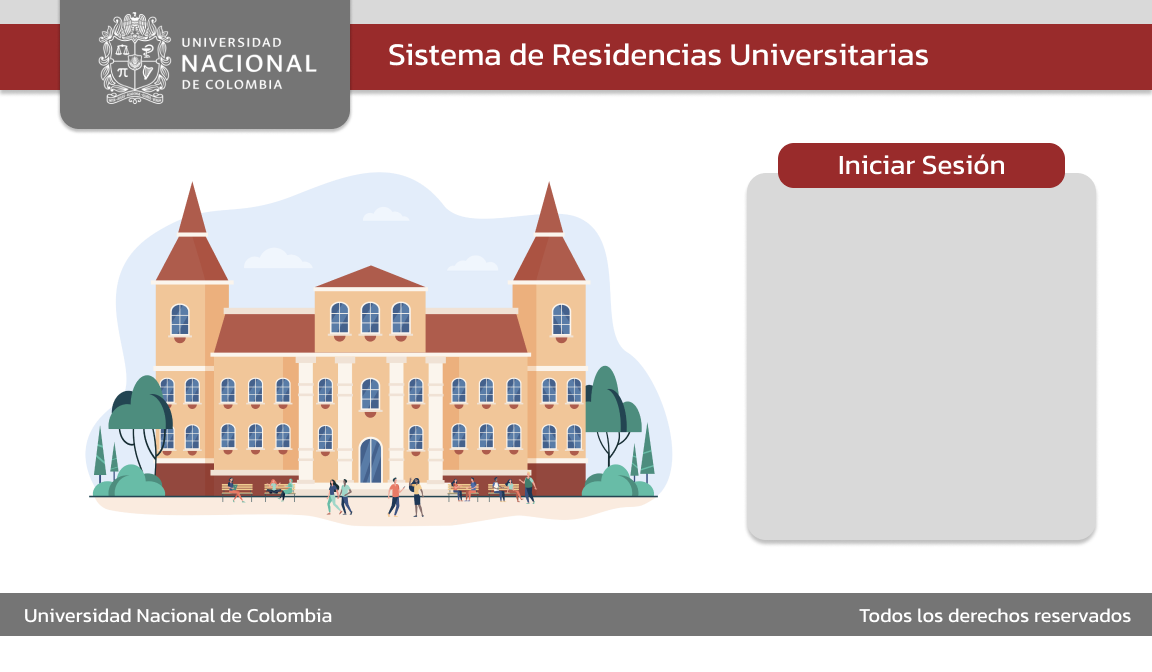 UNIVERSIDAD
NACIONAL
DE COLOMBIA
Sistema de Residencias Universitarias
Iniciar Sesión
Universidad Nacional de Colombia
Todos los derechos reservados